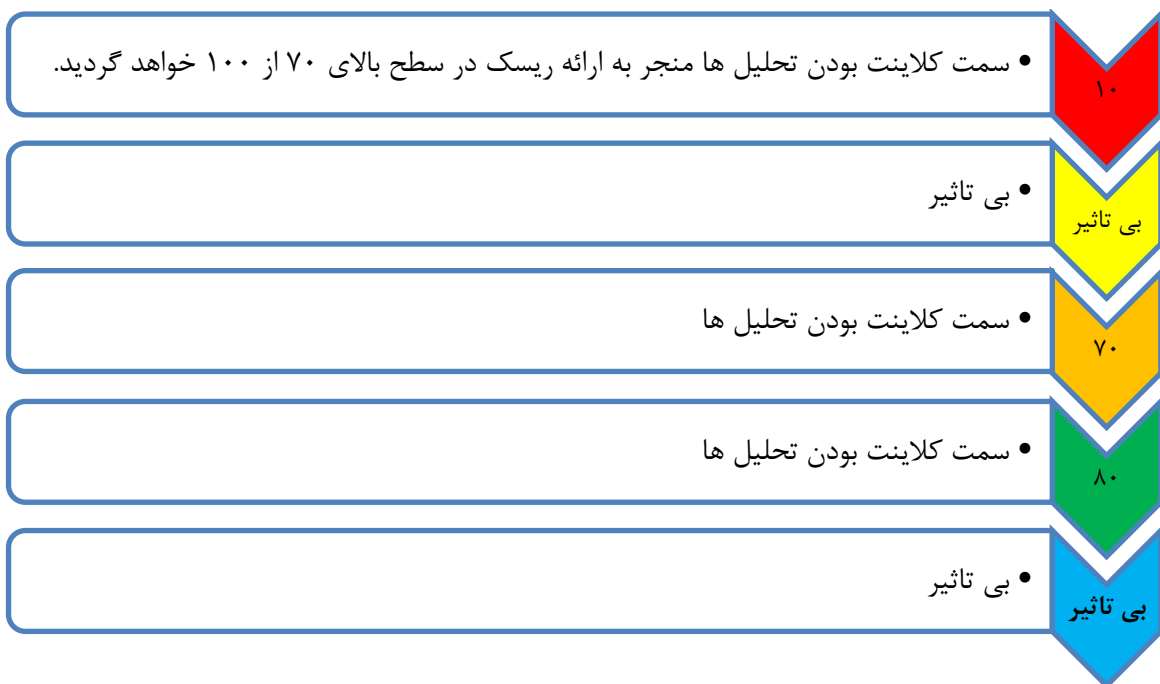 • سمت کلاینت بودن تحلیل ها منجر به ارائه ریسک در سطح بالای ۷۰ از ۱۰۰ خواهد گردید.
۱۰
• بی تاثیر
بی تاثیر
• سمت کلاینت بودن تحلیل ها
۷۰
• سمت کلاینت بودن تحلیل ها
۸۰
• بی تاثیر
بی تاثیر